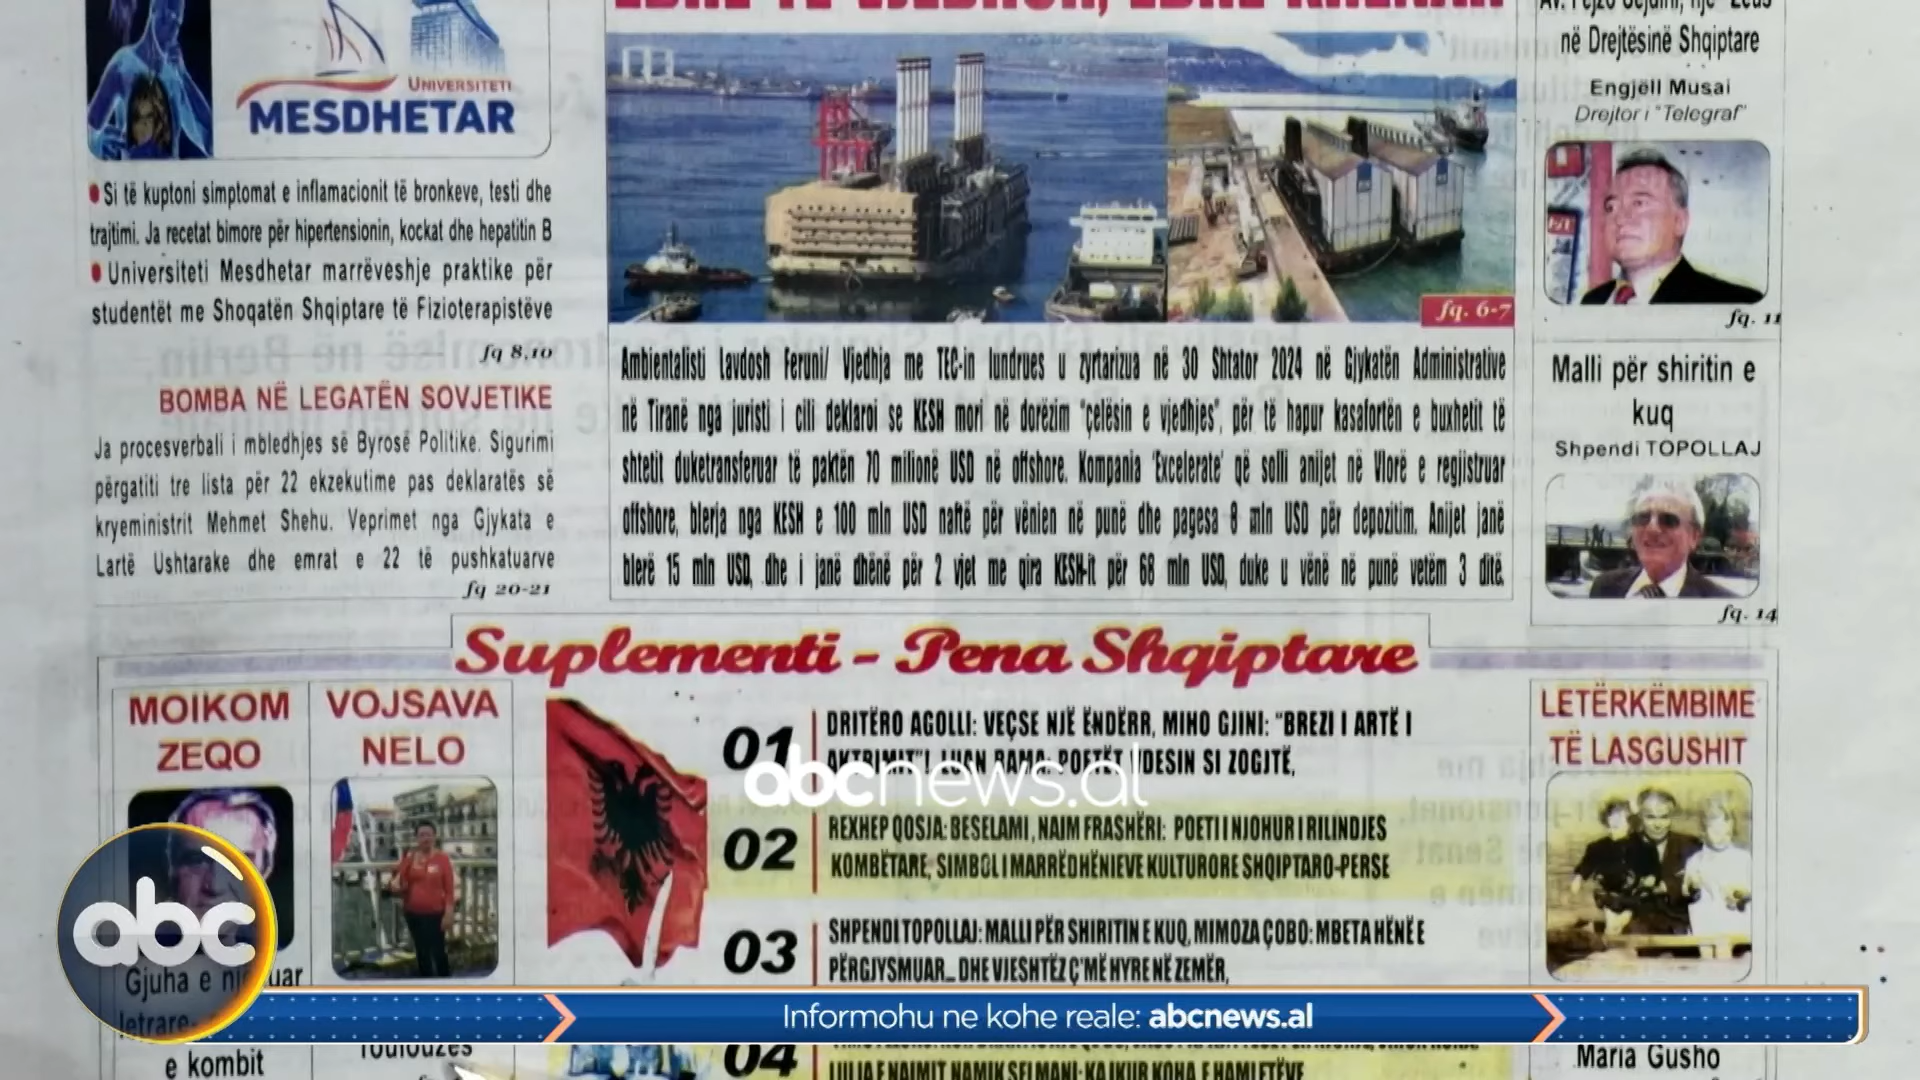 UNIVERSITETI
MESDHETAR
• Si të kuptoni simptomat e inflamacionit të bronkeve, testi dhe
trajtimi. Ja recetat bimore për hipertensionin, kockat dhe hepatitin B
• Universiteti Mesdhetar marrëveshje praktike për
studentët me Shoqatën Shqiptare të Fizioterapistëve
fq 8,10
BOMBA NË LEGATËN SOVJETIKE
Ja procesverbali i mbledhjes së Byrosë Politike. Sigurimi
përgatiti tre lista për 22 ekzekutime pas deklaratës së
kryeministrit Mehmet Shehu. Veprimet nga Gjykata e
Lartë Ushtarake dhe emrat e 22 të pushkatuarve
fq 20-21
fq. 6-7
Ambientalisti Lavdosh Feruni/ Vjedhja me TEC-in lundrues u zyrtarizua në 30 Shtator 2024 në Gjykatën Administrative
në Tiranë nga juristi i cili deklaroi se KESH mori në dorëzim "çelësin e vjedhjes", për të hapur kasafortën e buxhetit të
shtetit duketransferuar të paktën 70 milionë USD në offshore. Kompania 'Excelerate' që solli anijet në Vlorë e regjistruar
offshore, blerja nga KESH e 100 mln USD naftë për vënien në punë dhe pagesa 8 mln USD për depozitim. Anijet janë
blerë 15 mln USD, dhe i janë dhënë për 2 vjet me qira KESH-it për 68 mln USD, duke u vënë në punë vetëm 3 ditë.
në Drejtësinë Shqiptare
Engjëll Musai
Drejtor i "Telegraf"
fq. 11
Malli për shiritin e
kuq
Shpendi TOPOLLAJ
fq. 14
Suplementi - Pena Shqiptare
MOIKOM
ZEQO
VOJSAVA
NELO
01
DRITËRO AGOLLI: VEÇSE NJË ËNDËRR, MIHO GJINI: "BREZI I ARTË I
AKTRIMIT"! LUAN RAMA: POETËT VDESIN SI ZOGJTË,
02
REXHEP QOSJA: BESELAMI, NAIM FRASHËRI: POETI I NJOHUR I RILINDJES
KOMBËTARE, SIMBOL I MARRËDHËNIEVE KULTURORE SHQIPTARO-PERSE
03
SHPENDI TOPOLLAJ: MALLI PËR SHIRITIN E KUQ, MIMOZA ÇOBO: MBETA HËNË E
PËRGJYSMUAR... DHE VJESHTËZ Ç'MË HYRE NË ZEMËR,
04
LETËRKËMBIME
TË LASGUSHIT
Gjuha e
letrare
e kombit
Maria Gusho
abcnews.al
abc
Informohu ne kohe reale: abcnews.al